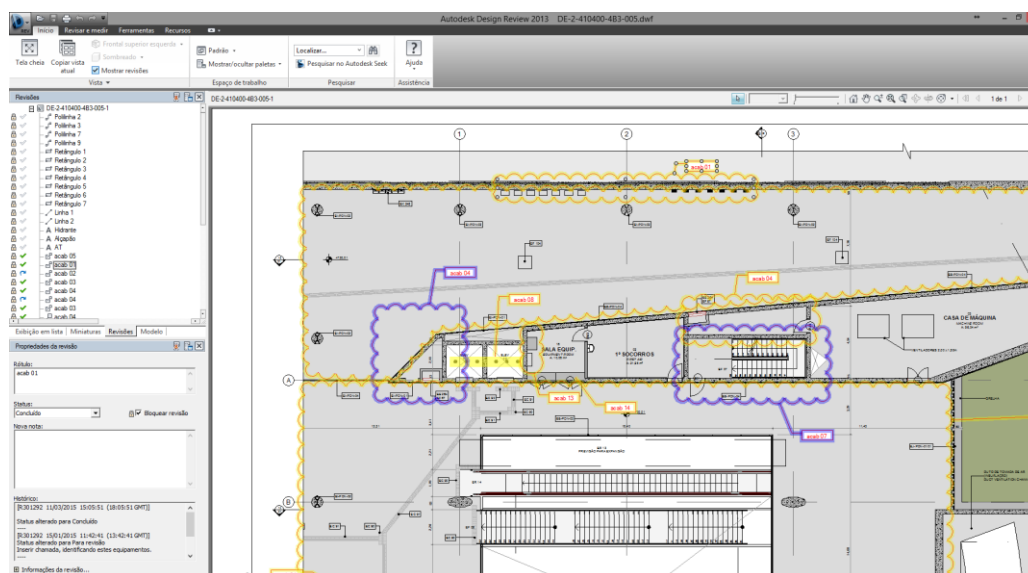 Autodesk Design Review 2013 DE-2-410400-4B3-005.dwf
Início Revisar e medir Ferramentas Recursos
Tela cheia
Copiar vista atual
Frontal superior esquerda
Sombreado
Mostrar revisões
Vista
Padrão
Mostrar/ocultar paletas
Espaço de trabalho
Localizar...
Pesquisar no Autodesk Seek
Pesquisar
Ajuda
Assistência
Revisões
DE-2-410400-4B3-005-1
Polilinha 2
Polilinha 3
Polilinha 7
Polilinha 9
Retângulo 1
Retângulo 2
Retângulo 3
Retângulo 4
Retângulo 5
Retângulo 6
Retângulo 7
Linha 1
Linha 2
A Hidrante
A Alçapão
A AT
acab 05
acab 01
acab 02
acab 03
acab 04
acab 04
acab 03
acab 04
Exibição em lista Miniaturas Revisões Modelo
Propriedades da revisão
Rótulo:
acab 01
Status:
Concluído
Bloquear revisão
Nova nota:
Histórico:
[R301292 11/03/2015 15:05:51 (18:05:51 GMT)]
Status alterado para Concluído
----
[R301292 15/01/2015 11:42:41 (13:42:41 GMT)]
Status alterado para Para revisão
Inserir chamada, identificando estes equipamentos.
----
Informações da revisão...
DE-2-410400-4B3-005-1
1 de 1
1
2
3
acab 01
acab 04
acab 04
acab 08
CASA DE MÁQUINA
SALA EQUIP.
1º SOCORROS
A
acab 13
acab 14
acab 07
B